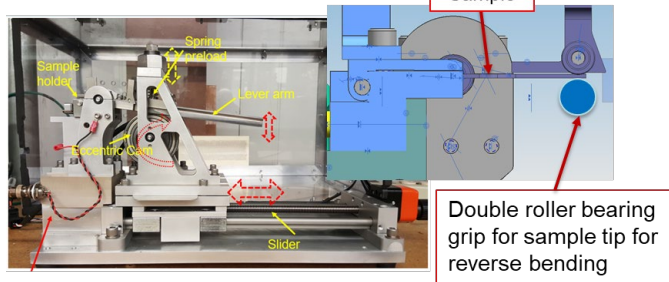 Sample
Spring
preload
Sample
holder
Lever arm
Eccentric Cam
Slider
Double roller bearing
grip for sample tip for
reverse bending